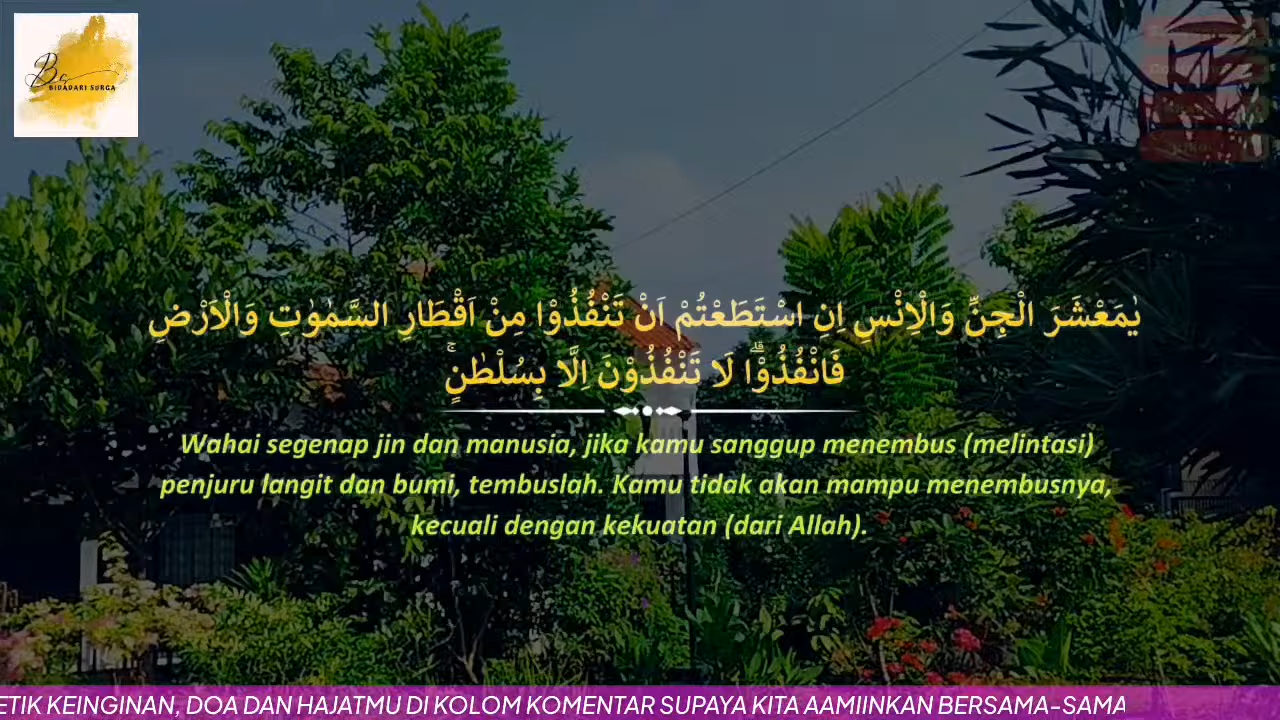 Bs
BIDADARI SURGA
يٰمَعْشَرَ الْجِنِّ وَالْاِنْسِ اِنِ اسْتَطَعْتُمْ اَنْ تَنْفُذُوْا مِنْ اَقْطَارِ السَّمٰوٰتِ وَالْاَرْضِ
فَانْفُذُوْاۗ لَا تَنْفُذُوْنَ اِلَّا بِسُلْطٰنٍۚ
Wahai segenap jin dan manusia, jika kamu sanggup menembus (melintasi)
penjuru langit dan bumi, tembuslah. Kamu tidak akan mampu menembusnya,
kecuali dengan kekuatan (dari Allah).
ETIK KEINGINAN, DOA DAN HAJATMU DI KOLOM KOMENTAR SUPAYA KITA AAMIINKAN BERSAMA-SAMA